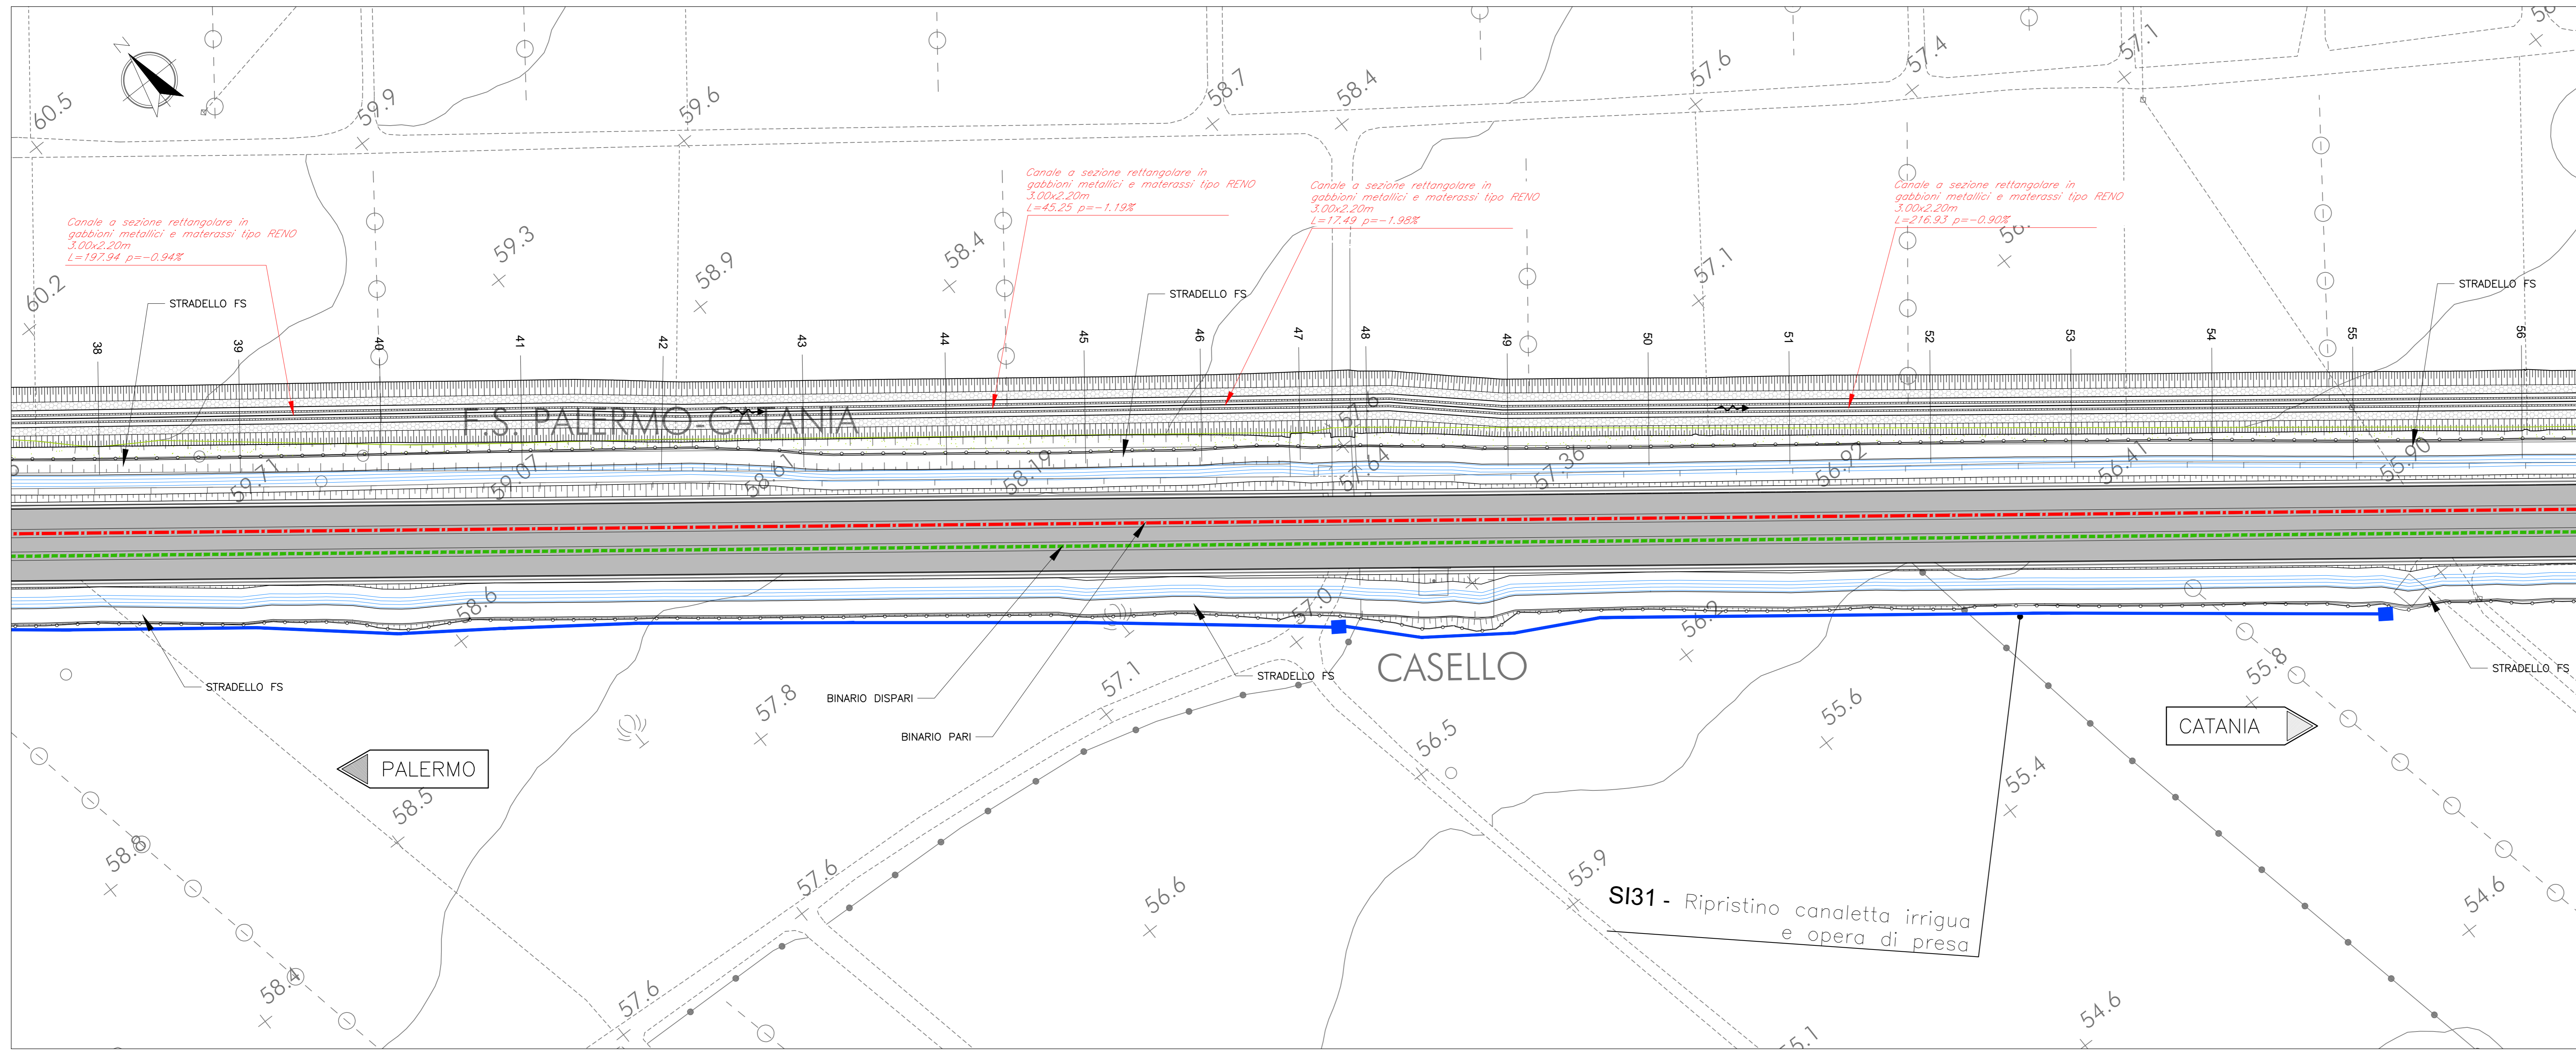 N
60.5
59.9
59.6
58.7
58.4
57.6
57.4
57.1
Canale a sezione rettangolare in
gabbioni metallici e materassi tipo RENO
3.00x2.20m
L=197.94 p=-0.94%
Canale a sezione rettangolare in
gabbioni metallici e materassi tipo RENO
3.00x2.20m
L=45.25 p=-1.19%
Canale a sezione rettangolare in
gabbioni metallici e materassi tipo RENO
3.00x2.20m
L=17.49 p=-1.98%
Canale a sezione rettangolare in
gabbioni metallici e materassi tipo RENO
3.00x2.20m
L=216.93 p=-0.90%
60.2
59.3
58.9
58.4
57.1
STRADELLO FS
STRADELLO FS
STRADELLO FS
38
39
40
41
42
43
44
45
46
47
48
49
50
51
52
53
54
55
56
F.S. PALERMO-CATANIA
57.6
59.71
59.07
58.61
58.19
57.64
57.36
56.92
56.41
55.90
58.6
57.0
56.2
CASELLO
STRADELLO FS
STRADELLO FS
STRADELLO FS
BINARIO DISPARI
BINARIO PARI
57.8
57.1
56.5
55.6
55.8
PALERMO
CATANIA
58.5
58.8
58.4
57.6
57.6
56.6
55.9
55.4
54.6
54.6
SI31 - Ripristino canaletta irrigua
e opera di presa